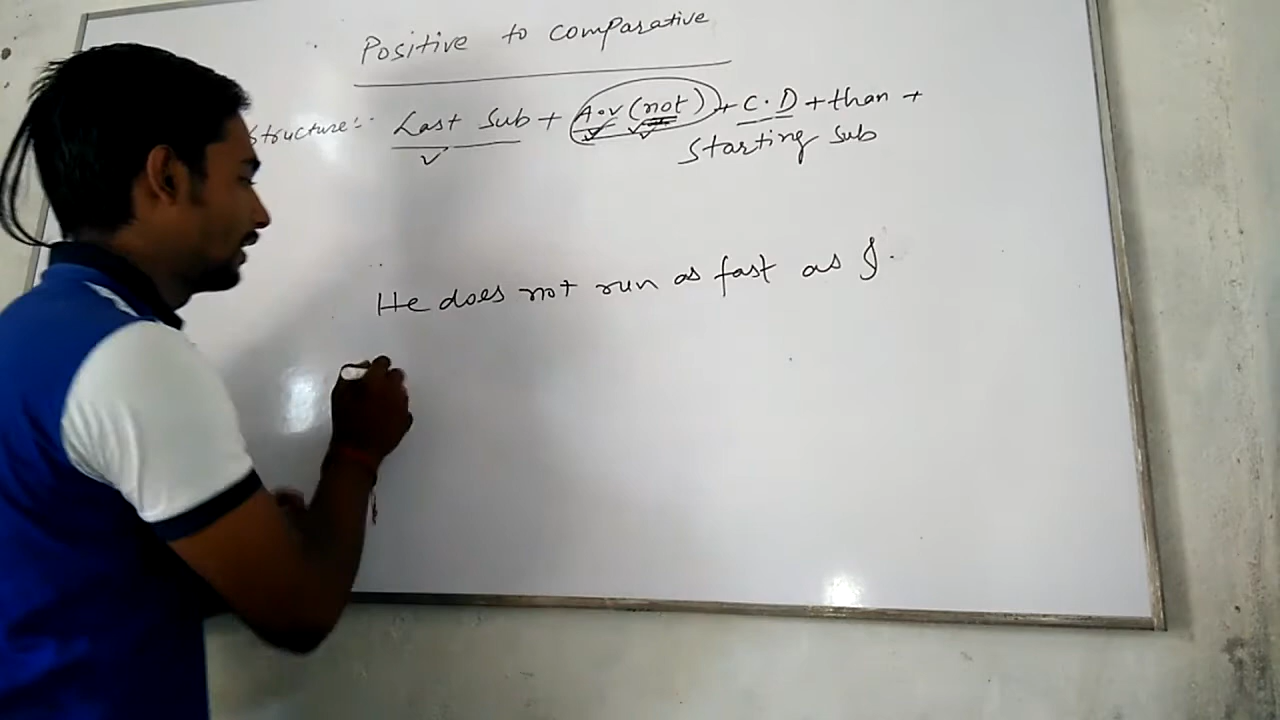 Positive to Comparative
Structure:- Last Sub + A.V (not) + C.D + than +
Starting Sub
He does not run as fast as I.